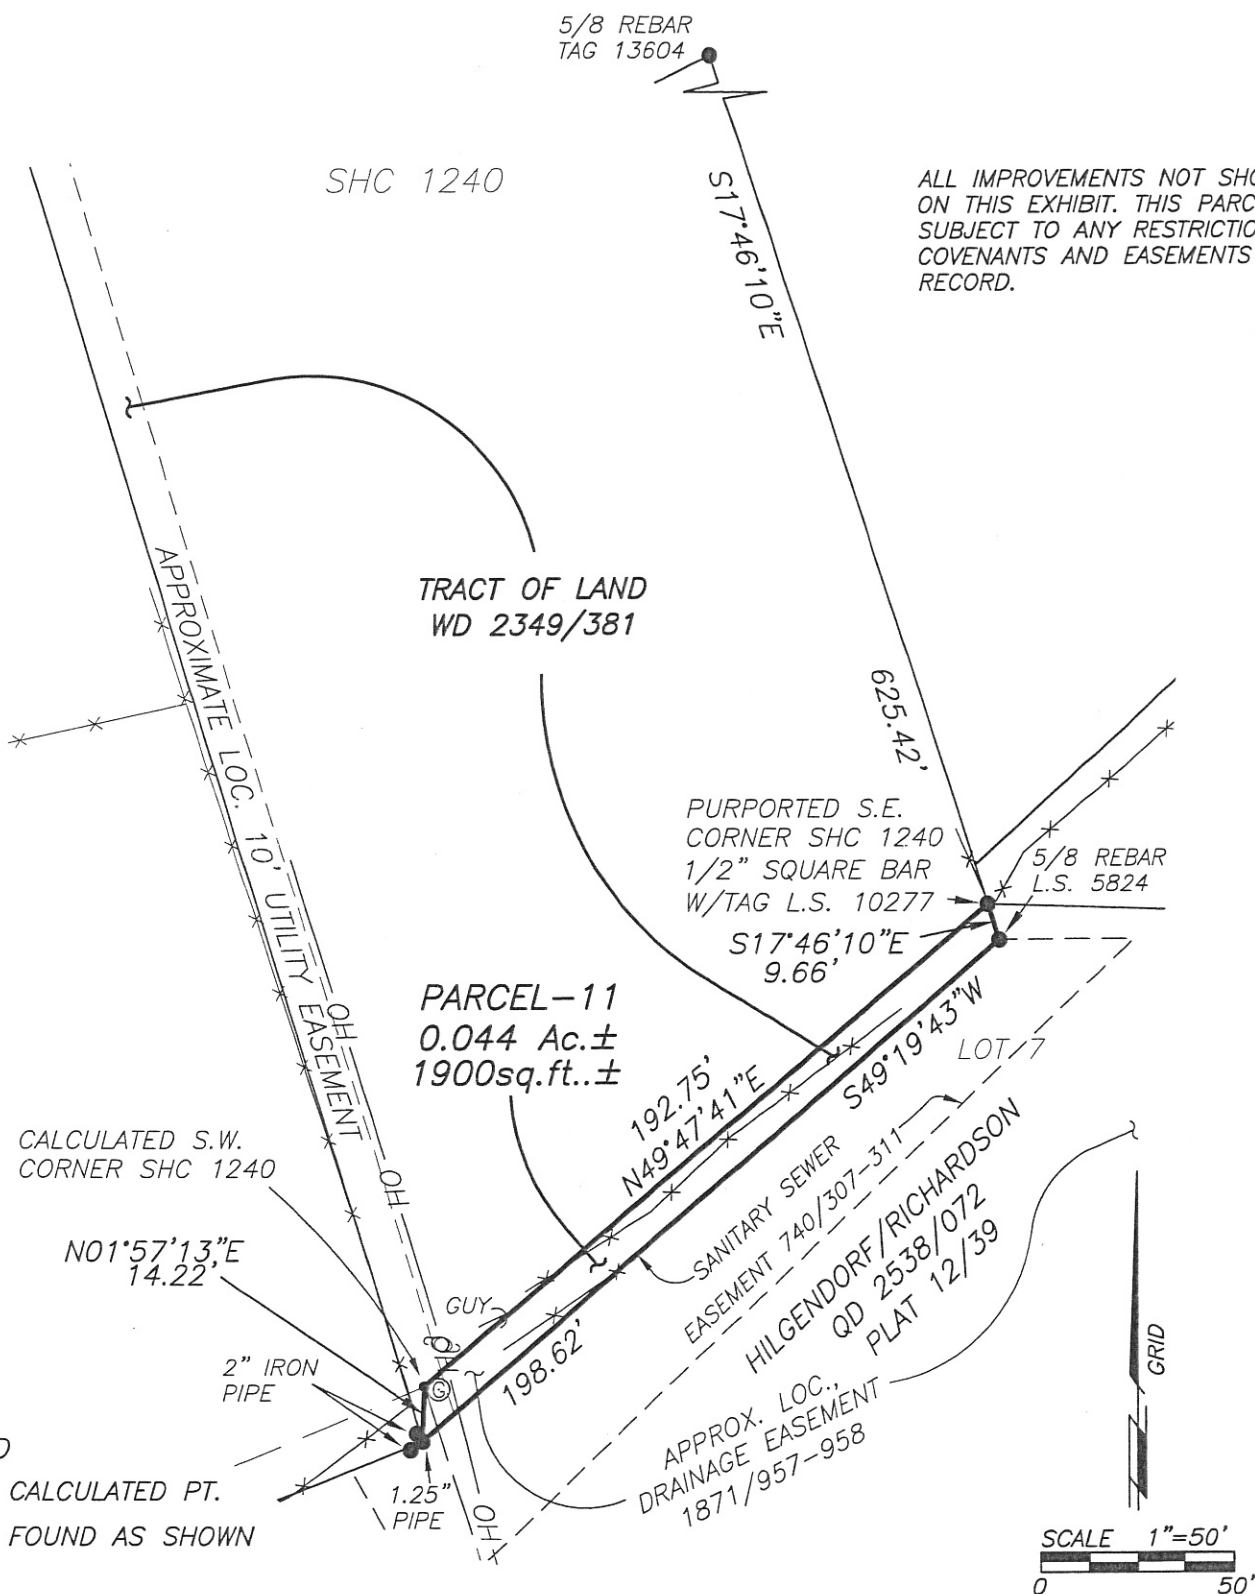 5/8 REBAR
TAG 13604
SHC 1240
S17°46'10"E
ALL IMPROVEMENTS NOT SHO
ON THIS EXHIBIT. THIS PARC
SUBJECT TO ANY RESTRICTIO
COVENANTS AND EASEMENTS
RECORD.
APPROXIMATE LOC. 10' UTILITY EASEMENT
TRACT OF LAND
WD 2349/381
625.42'
PURPORTED S.E.
CORNER SHC 1240
1/2" SQUARE BAR
W/TAG L.S. 10277
5/8 REBAR
L.S. 5824
S17°46'10"E
9.66'
PARCEL-11
0.044 Ac.±
1900sq.ft..±
OH
OH
192.75'
N49°47'41"E
S49°19'43"W
LOT 7
CALCULATED S.W.
CORNER SHC 1240
N01°57'13"E
14.22'
GUY
SANITARY SEWER
EASEMENT 740/307-311
HILGENDORF/RICHARDSON
QD 2538/072
PLAT 12/39
198.62'
2" IRON
PIPE
G
APPROX. LOC.,
DRAINAGE EASEMENT
1871/957-958
1.25"
PIPE
OH
D
CALCULATED PT.
FOUND AS SHOWN
GRID
SCALE 1"=50'
0 50'